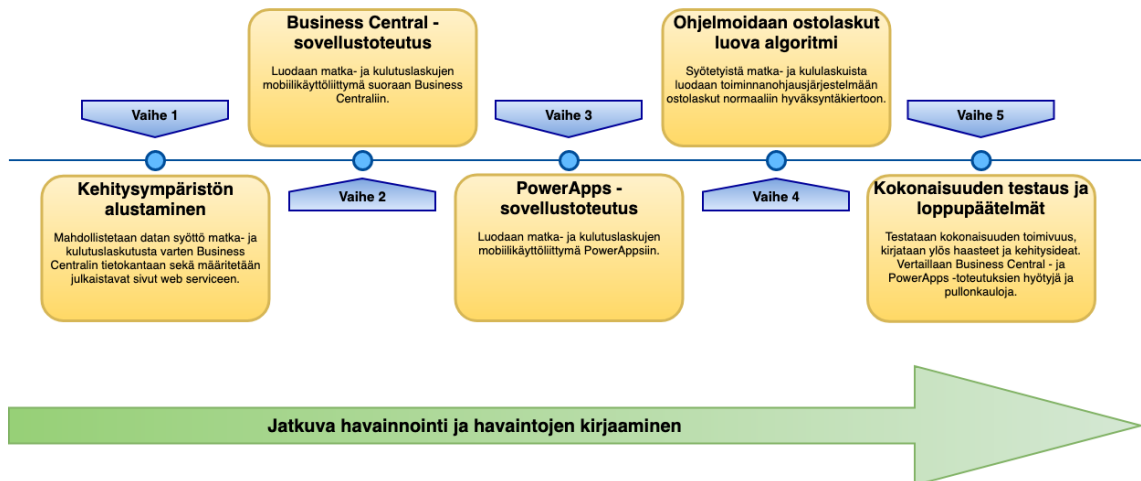 Vaihe 1
Kehitysympäristön
alustaminen
Mahdollistetaan datan syöttö matka- ja
kulutuslaskutusta varten Business
Centralin tietokantaan sekä määritetään
julkaistavat sivut web serviceen.
Business Central -
sovellustoteutus
Luodaan matka- ja kulutuslaskujen
mobiilikäyttöliittymä suoraan Business
Centraliin.
Vaihe 2
Vaihe 3
PowerApps -
sovellustoteutus
Luodaan matka- ja kulutuslaskujen
mobiilikäyttöliittymä PowerAppsiin.
Ohjelmoidaan ostolaskut
luova algoritmi
Syötetyistä matka- ja kululaskuista
luodaan toiminnanohjausjärjestelmään
ostolaskut normaaliin hyväksyntäkiertoon.
Vaihe 4
Vaihe 5
Kokonaisuuden testaus ja
loppupäätelmät
Testataan kokonaisuuden toimivuus,
kirjataan ylös haasteet ja kehitysideat.
Vertaillaan Business Central - ja
PowerApps -toteutuksien hyötyjä ja
pullonkauloja.
Jatkuva havainnointi ja havaintojen kirjaaminen